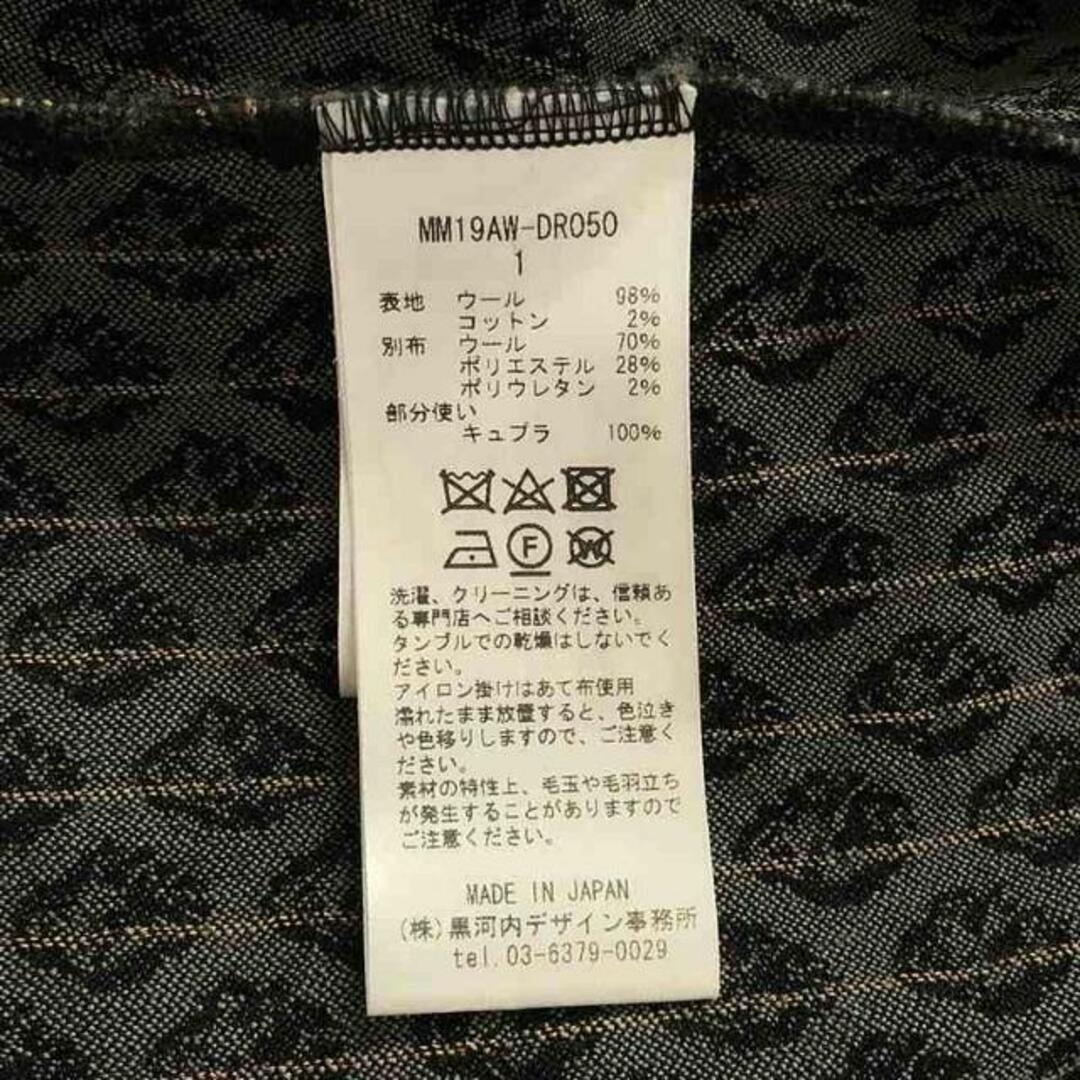 MM19AW-DR050
1
表地 ウール 98%
コットン 2%
別布 ウール 70%
ポリエステル 28%
ポリウレタン 2%
部分使い
キュプラ 100%
F
W
洗濯、クリーニングは、信頼あ
る専門店へご相談ください。
タンブルでの乾燥はしないでく
ださい。
アイロン掛けはあて布使用
濡れたまま放置すると、色泣き
や色移りしますので、ご注意く
ださい。
素材の特性上、毛玉や毛羽立ち
が発生することがありますので
ご注意ください。
MADE IN JAPAN
(株)黒河内デザイン事務所
tel.03-6379-0029